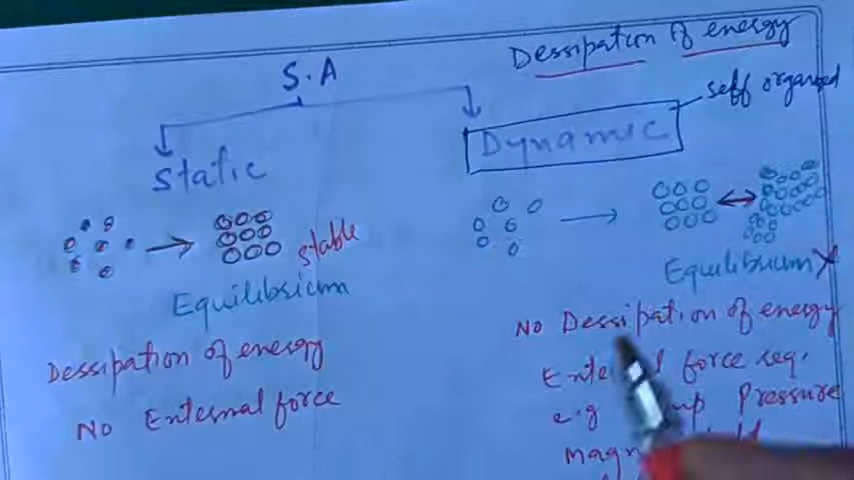 Dessipation of energy
S.A
self organised
Static
Dynamic
stable
Equilibrium
Equilibrium
Dessipation of energy
No External force
No Dessipation of energy
force req.
e.g Pressure